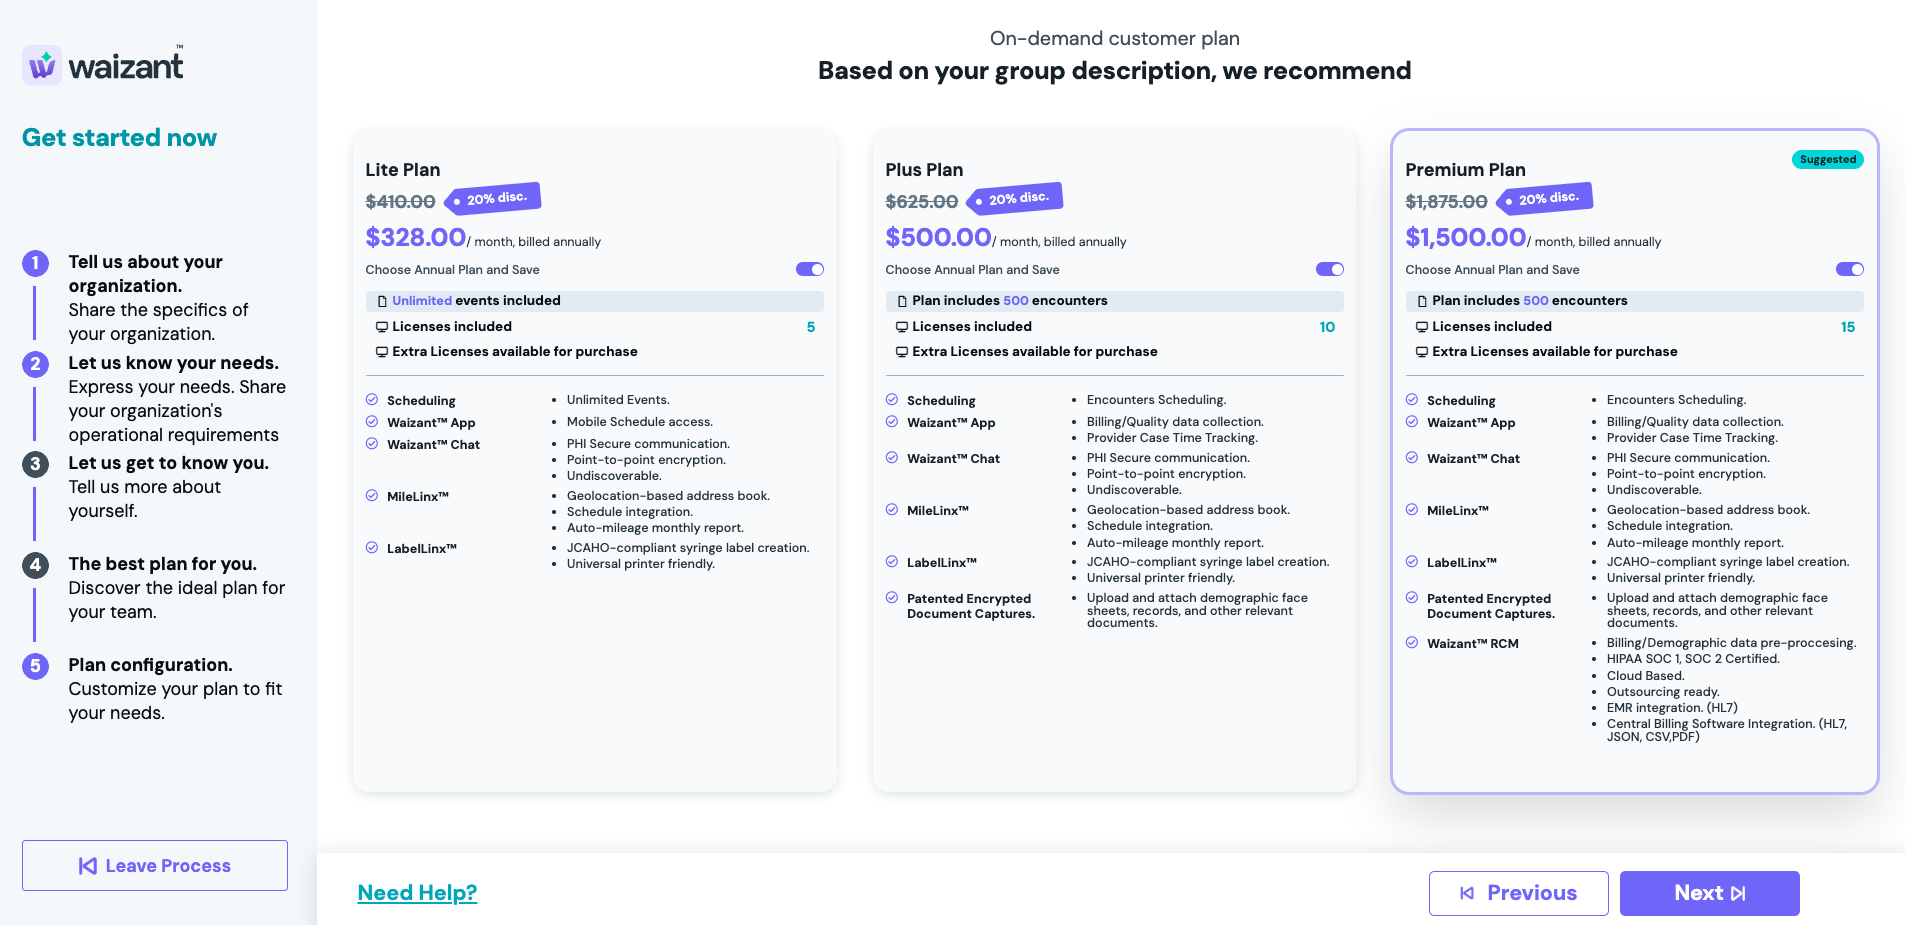 waizant™
Get started now
1
Tell us about your
organization.
Share the specifics of
your organization.
2
Let us know your needs.
Express your needs. Share
your organization's
operational requirements
3
Let us get to know you.
Tell us more about
yourself.
4
The best plan for you.
Discover the ideal plan for
your team.
5
Plan configuration.
Customize your plan to fit
your needs.
Leave Process
On-demand customer plan
Based on your group description, we recommend
Lite Plan
$410.00 20% disc.
$328.00/ month, billed annually
Choose Annual Plan and Save
Unlimited events included
Licenses included 5
Extra Licenses available for purchase
Scheduling
• Unlimited Events.
Waizant™ App
• Mobile Schedule access.
Waizant™ Chat
• PHI Secure communication.
• Point-to-point encryption.
• Undiscoverable.
MileLinx™
• Geolocation-based address book.
• Schedule integration.
• Auto-mileage monthly report.
LabelLinx™
• JCAHO-compliant syringe label creation.
• Universal printer friendly.
Plus Plan
$625.00 20% disc.
$500.00/ month, billed annually
Choose Annual Plan and Save
Plan includes 500 encounters
Licenses included 10
Extra Licenses available for purchase
Scheduling
• Encounters Scheduling.
Waizant™ App
• Billing/Quality data collection.
• Provider Case Time Tracking.
Waizant™ Chat
• PHI Secure communication.
• Point-to-point encryption.
• Undiscoverable.
MileLinx™
• Geolocation-based address book.
• Schedule integration.
• Auto-mileage monthly report.
LabelLinx™
• JCAHO-compliant syringe label creation.
• Universal printer friendly.
Patented Encrypted
Document Captures.
• Upload and attach demographic face
sheets, records, and other relevant
documents.
Suggested
Premium Plan
$1,875.00 20% disc.
$1,500.00/ month, billed annually
Choose Annual Plan and Save
Plan includes 500 encounters
Licenses included 15
Extra Licenses available for purchase
Scheduling
• Encounters Scheduling.
Waizant™ App
• Billing/Quality data collection.
• Provider Case Time Tracking.
Waizant™ Chat
• PHI Secure communication.
• Point-to-point encryption.
• Undiscoverable.
MileLinx™
• Geolocation-based address book.
• Schedule integration.
• Auto-mileage monthly report.
LabelLinx™
• JCAHO-compliant syringe label creation.
• Universal printer friendly.
Patented Encrypted
Document Captures.
• Upload and attach demographic face
sheets, records, and other relevant
documents.
Waizant™ RCM
• Billing/Demographic data pre-proccesing.
• HIPAA SOC 1, SOC 2 Certified.
• Cloud Based.
• Outsourcing ready.
• EMR integration. (HL7)
• Central Billing Software Integration. (HL7,
JSON, CSV,PDF)
Need Help?
Previous
Next